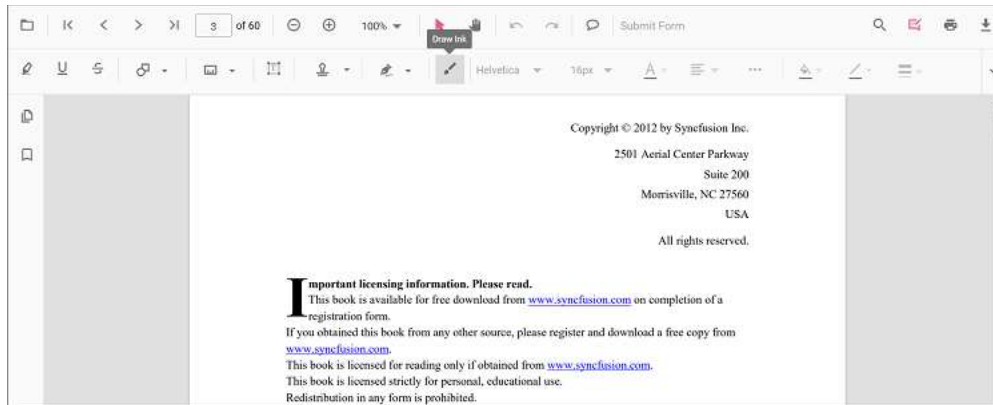 3 of 60 100% Submit Form
Draw Ink
Helvetica 16px A
Copyright © 2012 by Syncfusion Inc.
2501 Aerial Center Parkway
Suite 200
Morrisville, NC 27560
USA
All rights reserved.
Important licensing information. Please read.
This book is available for free download from www.syncfusion.com on completion of a
registration form.
If you obtained this book from any other source, please register and download a free copy from
www.syncfusion.com.
This book is licensed for reading only if obtained from www.syncfusion.com.
This book is licensed strictly for personal, educational use.
Redistribution in any form is prohibited.